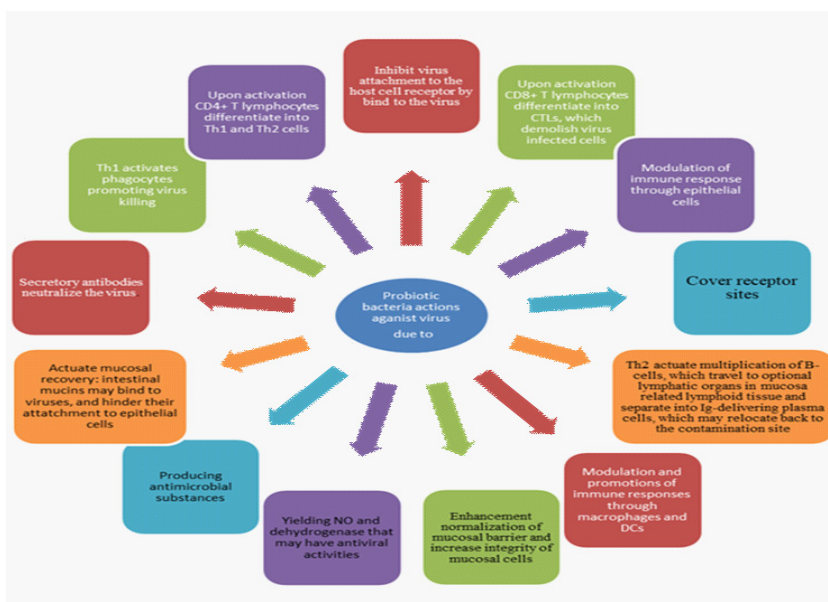 Inhibit virus
attachment to the
host cell receptor by
bind to the virus
Upon activation
CD8+ T lymphocytes
differentiate into
CTLs, which
demolish virus
infected cells
Modulation of
immune response
through epithelial
cells
Cover receptor
sites
Th2 actuate multiplication of B-
cells, which travel to optional
lymphatic organs in mucosa
related lymphoid tissue and
separate into Ig-delivering plasma
cells, which may relocate back to
the contamination site
Modulation and
promotions of
immune responses
through
macrophages and
DCs
Enhancement
normalization of
mucosal barrier and
increase integrity of
mucosal cells
Yielding NO and
dehydrogenase that
may have antiviral
activities
Producing
antimicrobial
substances
Actuate mucosal
recovery: intestinal
mucins may bind to
viruses, and hinder their
attatchment to epithelial
cells
Secretory antibodies
neutralize the virus
Th1 activates
phagocytes
promoting virus
killing
Upon activation
CD4+ T lymphocytes
differentiate into
Th1 and Th2 cells
Probiotic
bacteria actions
aganist virus
due to